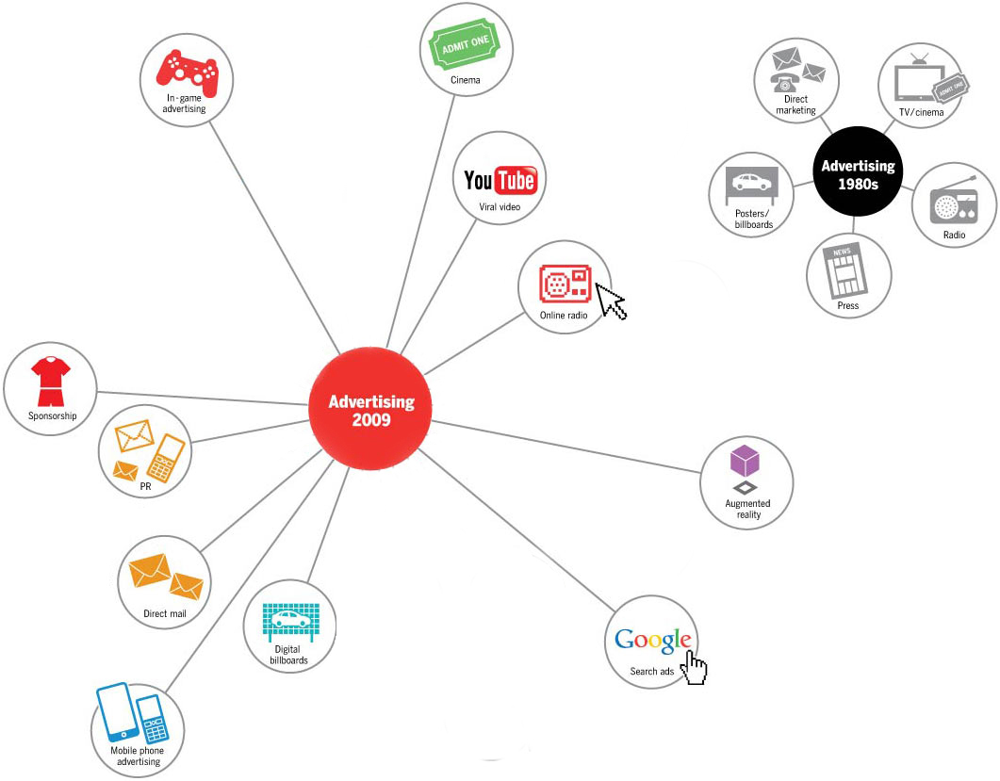 ADMIT ONE
Cinema
In-game
advertising
You Tube
Viral video
Online radio
Advertising
2009
Sponsorship
PR
Direct mail
Digital
billboards
Mobile phone
advertising
Augmented
reality
Google
Search ads
Direct
marketing
ADMIT ONE
TV/cinema
Advertising
1980s
Posters/
billboards
Radio
NEWS
Press